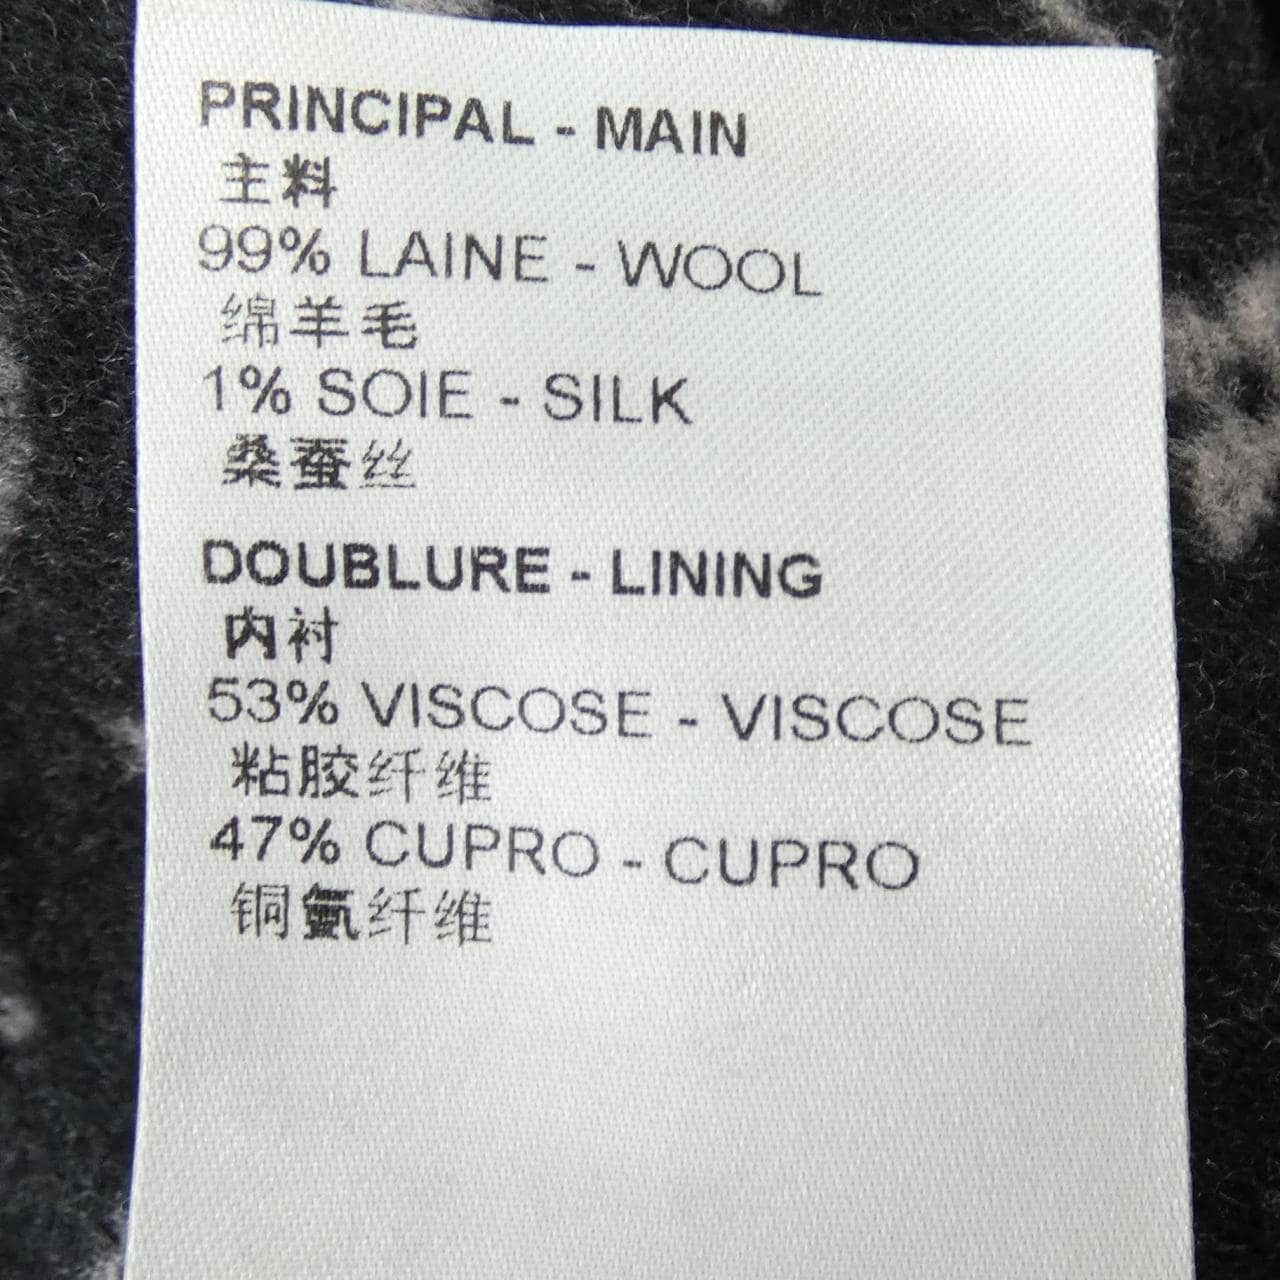 PRINCIPAL - MAIN
主料
99% LAINE - WOOL
绵羊毛
1% SOIE - SILK
桑蚕丝
DOUBLURE - LINING
内衬
53% VISCOSE - VISCOSE
粘胶纤维
47% CUPRO - CUPRO
铜氨纤维